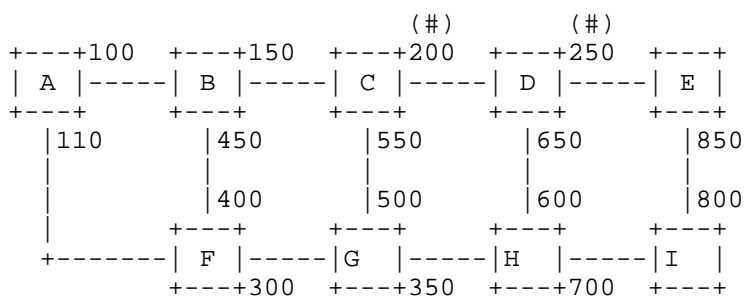 (#) (#)
+---+100 +---+150 +---+200 +---+250 +---+
| A |-----| B |-----| C |-----| D |-----| E |
+---+ +---+ +---+ +---+ +---+
|110 |450 |550 |650 |850
| | | | |
| |400 |500 |600 |800
| +---+ +---+ +---+ +---+
+-------| F |-----|G |-----|H |-----|I |
+---+300 +---+350 +---+700 +---+